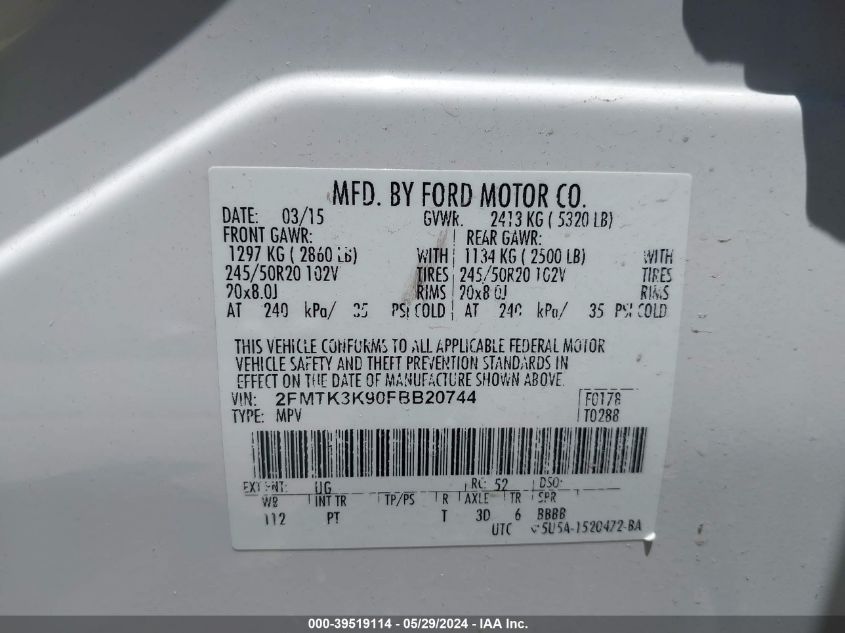 MFD. BY FORD MOTOR CO.
DATE: 03/15 GVWR: 2413 KG ( 5320 LB)
FRONT GAWR: REAR GAWR:
1297 KG ( 2860 LB) WITH 1134 KG ( 2500 LB) WITH
245/50R20 102V TIRES 245/50R20 102V TIRES
20x8.0J RIMS 20x8.0J RIMS
AT 240 kPa/ 35 PSI COLD AT 240 kPa/ 35 PSI COLD
THIS VEHICLE CONFORMS TO ALL APPLICABLE FEDERAL MOTOR
VEHICLE SAFETY AND THEFT PREVENTION STANDARDS IN
EFFECT ON THE DATE OF MANUFACTURE SHOWN ABOVE.
VIN: 2FMTK3K90FBB20744 F0178
TYPE: MPV T0288
EXT PNT: UG RC: 52 DSO:
WB INT TR TP/PS R AXLE TR SPR
112 PT T 3D 6 BBBB
UTC 5U5A-1520472-BA
000-39519114 - 05/29/2024 - IAA Inc.